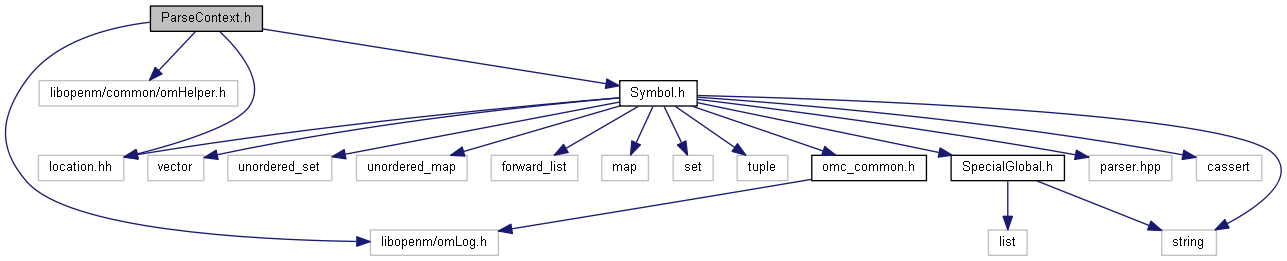 ParseContext.h
libopenm/common/omHelper.h
Symbol.h
location.hh
vector
unordered_set
unordered_map
forward_list
map
set
tuple
omc_common.h
SpecialGlobal.h
parser.hpp
cassert
libopenm/omLog.h
list
string